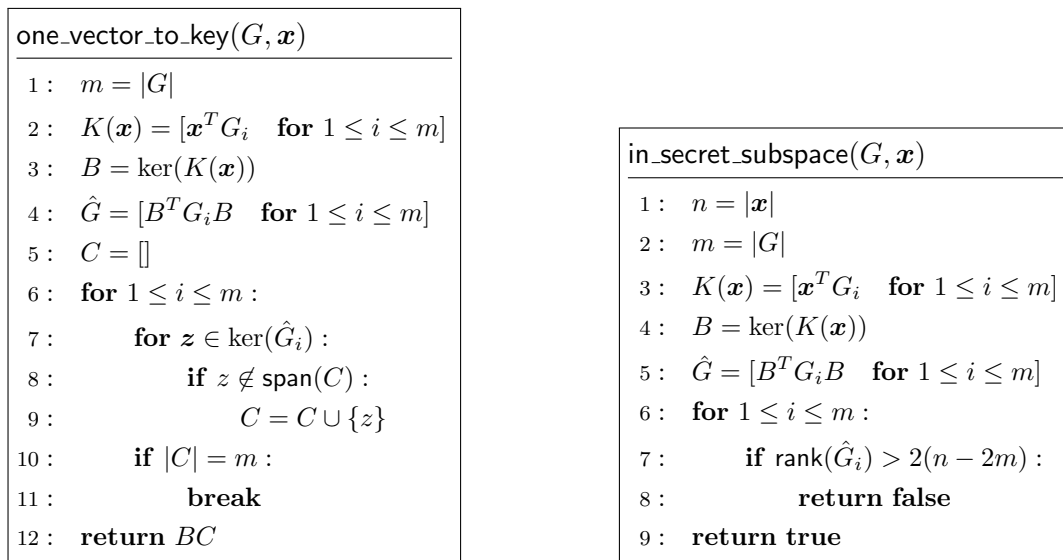 one_vector_to_key(G, x)
1 : m = |G|
2 : K(x) = [x^T G_i for 1 ≤ i ≤ m]
3 : B = ker(K(x))
4 : Ĝ = [B^T G_i B for 1 ≤ i ≤ m]
5 : C = []
6 : for 1 ≤ i ≤ m :
7 : for z ∈ ker(Ĝ_i) :
8 : if z ∉ span(C) :
9 : C = C ∪ {z}
10 : if |C| = m :
11 : break
12 : return BC
in_secret_subspace(G, x)
1 : n = |x|
2 : m = |G|
3 : K(x) = [x^T G_i for 1 ≤ i ≤ m]
4 : B = ker(K(x))
5 : Ĝ = [B^T G_i B for 1 ≤ i ≤ m]
6 : for 1 ≤ i ≤ m :
7 : if rank(Ĝ_i) > 2(n − 2m) :
8 : return false
9 : return true